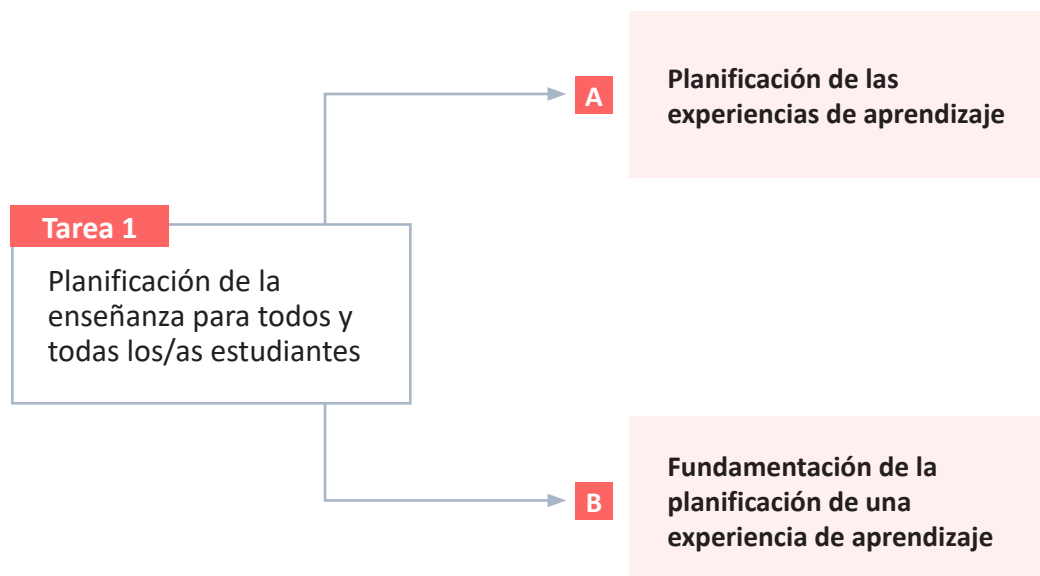 Tarea 1
Planificación de la
enseñanza para todos y
todas los/as estudiantes
A
Planificación de las
experiencias de aprendizaje
B
Fundamentación de la
planificación de una
experiencia de aprendizaje